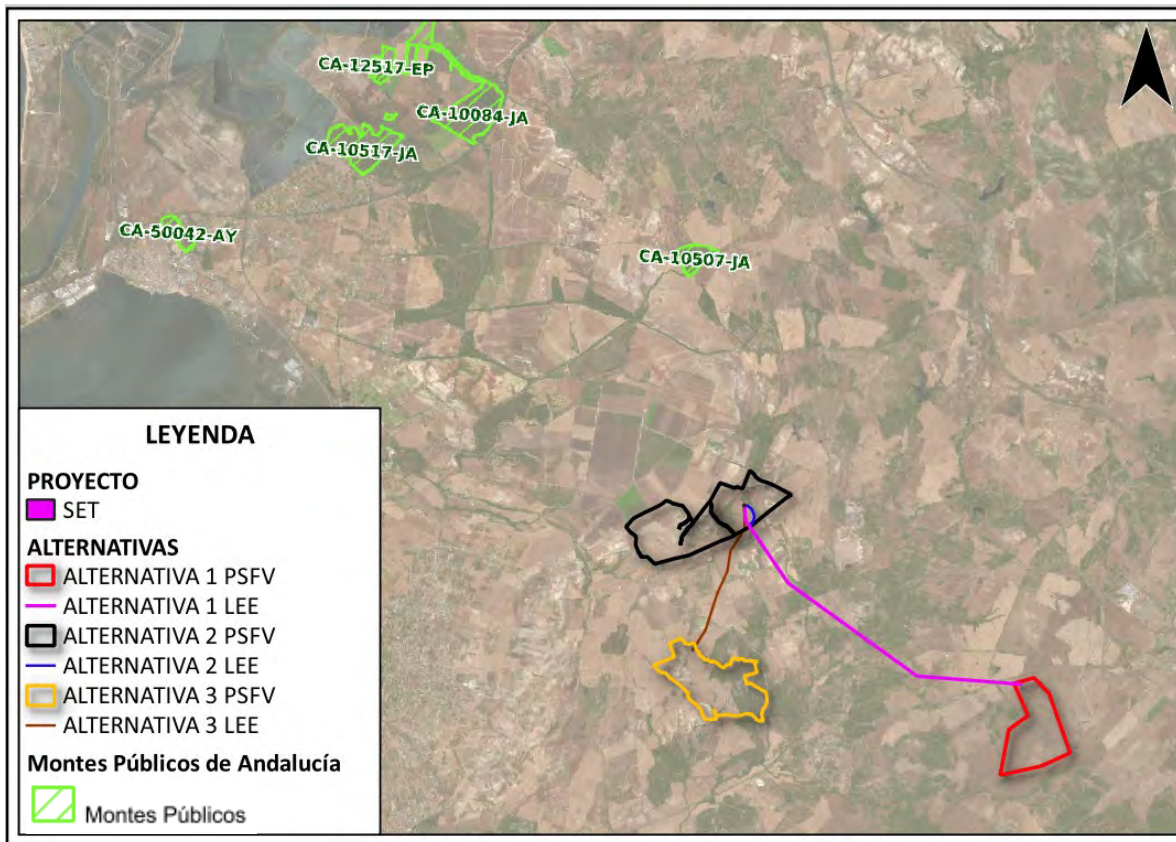 CA-12517-EP
CA-10084-JA
CA-10517-JA
CA-50042-AY
CA-10507-JA
LEYENDA
PROYECTO
SET
ALTERNATIVAS
ALTERNATIVA 1 PSFV
ALTERNATIVA 1 LEE
ALTERNATIVA 2 PSFV
ALTERNATIVA 2 LEE
ALTERNATIVA 3 PSFV
ALTERNATIVA 3 LEE
Montes Públicos de Andalucía
Montes Públicos